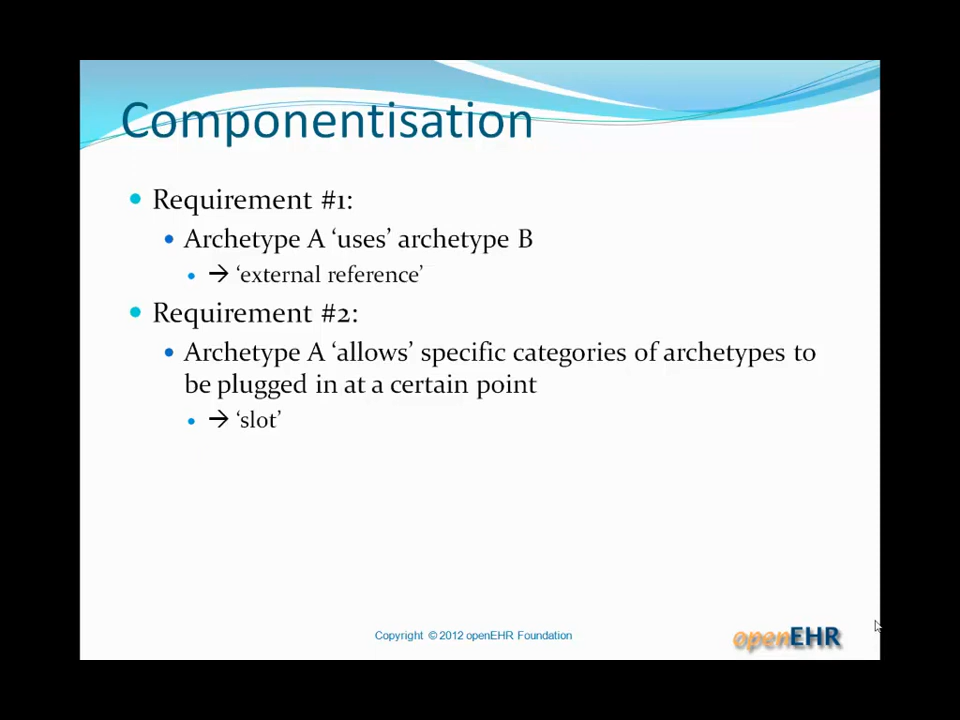 Componentisation
• Requirement #1:
• Archetype A ‘uses’ archetype B
• → ‘external reference’
• Requirement #2:
• Archetype A ‘allows’ specific categories of archetypes to
be plugged in at a certain point
• → ‘slot’
Copyright © 2012 openEHR Foundation
openEHR